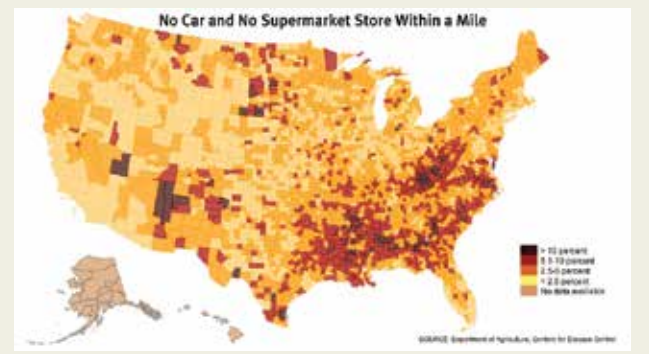 No Car and No Supermarket Store Within a Mile
> 10 percent
5.1-10 percent
2.5-5 percent
< 2.5 percent
No data available
SOURCE: Department of Agriculture, Centers for Disease Control